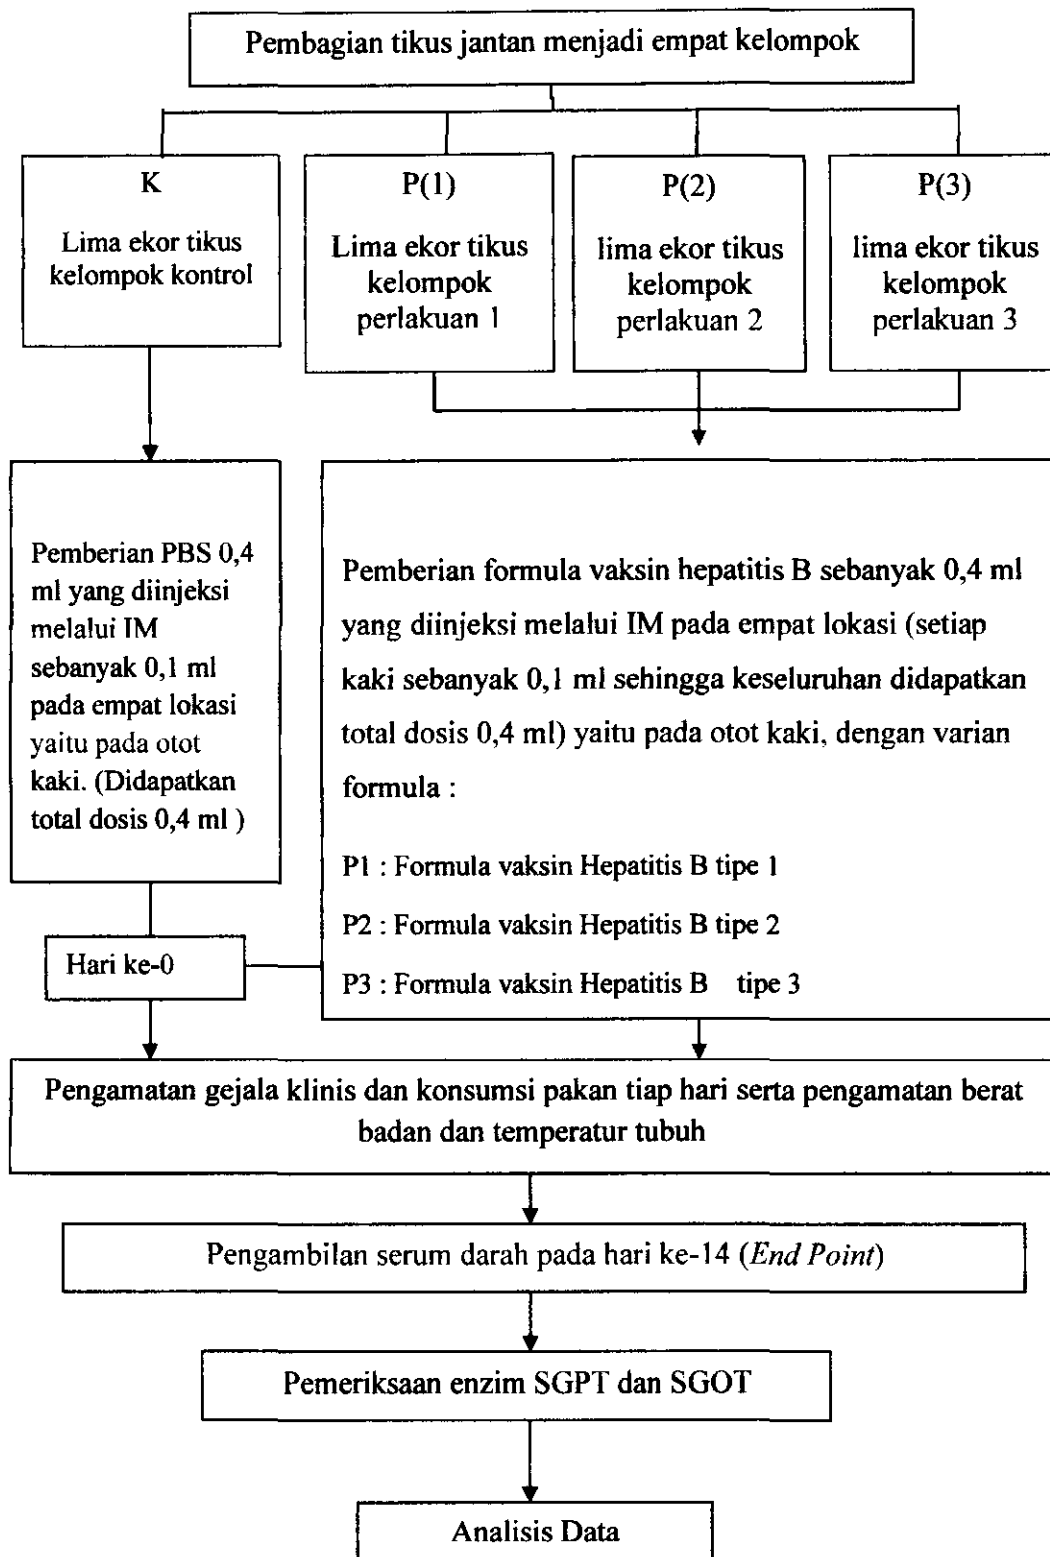 Pembagian tikus jantan menjadi empat kelompok
K
Lima ekor tikus
kelompok kontrol
P(1)
Lima ekor tikus
kelompok
perlakuan 1
P(2)
lima ekor tikus
kelompok
perlakuan 2
P(3)
lima ekor tikus
kelompok
perlakuan 3
Pemberian PBS 0,4
ml yang diinjeksi
melalui IM
sebanyak 0,1 ml
pada empat lokasi
yaitu pada otot
kaki. (Didapatkan
total dosis 0,4 ml )
Pemberian formula vaksin hepatitis B sebanyak 0,4 ml
yang diinjeksi melalui IM pada empat lokasi (setiap
kaki sebanyak 0,1 ml sehingga keseluruhan didapatkan
total dosis 0,4 ml) yaitu pada otot kaki, dengan varian
formula :
P1 : Formula vaksin Hepatitis B tipe 1
P2 : Formula vaksin Hepatitis B tipe 2
P3 : Formula vaksin Hepatitis B tipe 3
Hari ke-0
Pengamatan gejala klinis dan konsumsi pakan tiap hari serta pengamatan berat
badan dan temperatur tubuh
Pengambilan serum darah pada hari ke-14 (End Point)
Pemeriksaan enzim SGPT dan SGOT
Analisis Data